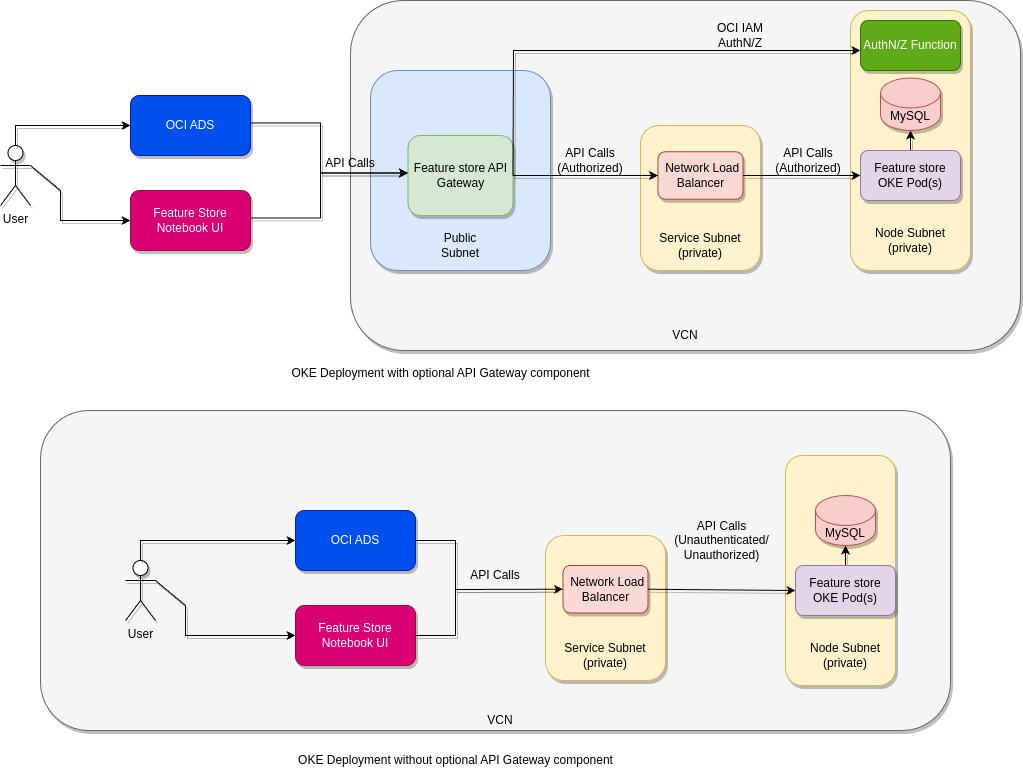 OCI IAM
AuthN/Z
AuthN/Z Function
MySQL
OCI ADS
API Calls
Feature store API
Gateway
API Calls
(Authorized)
Network Load
Balancer
API Calls
(Authorized)
Feature store
OKE Pod(s)
User
Feature Store
Notebook UI
Public
Subnet
Service Subnet
(private)
Node Subnet
(private)
VCN
OKE Deployment with optional API Gateway component
MySQL
OCI ADS
API Calls
(Unauthenticated/
Unauthorized)
API Calls
Network Load
Balancer
Feature store
OKE Pod(s)
User
Feature Store
Notebook UI
Service Subnet
(private)
Node Subnet
(private)
VCN
OKE Deployment without optional API Gateway component